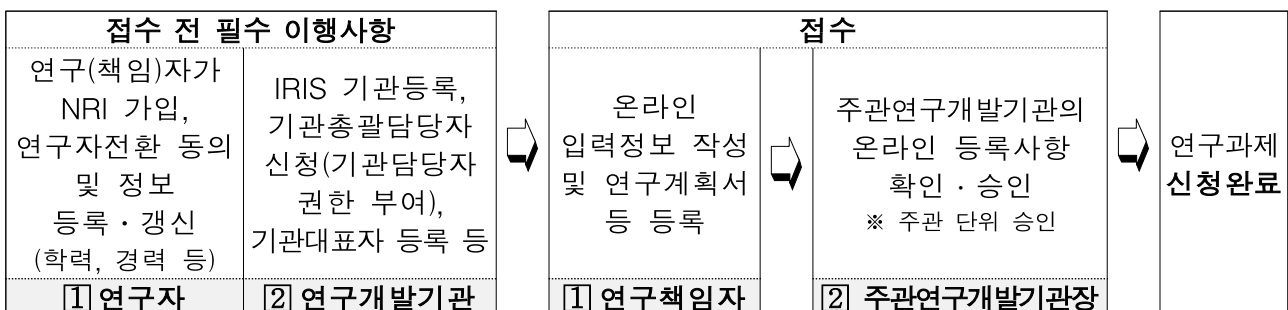 접수 전 필수 이행사항
연구(책임)자가
NRI 가입,
연구자전환 동의
및 정보
등록·갱신
(학력, 경력 등)
1 연구자
IRIS 기관등록,
기관총괄담당자
신청(기관담당자
권한 부여),
기관대표자 등록 등
2 연구개발기관
접수
온라인
입력정보 작성
및 연구계획서
등 등록
1 연구책임자
주관연구개발기관의
온라인 등록사항
확인·승인
※ 주관 단위 승인
2 주관연구개발기관장
연구과제
신청완료